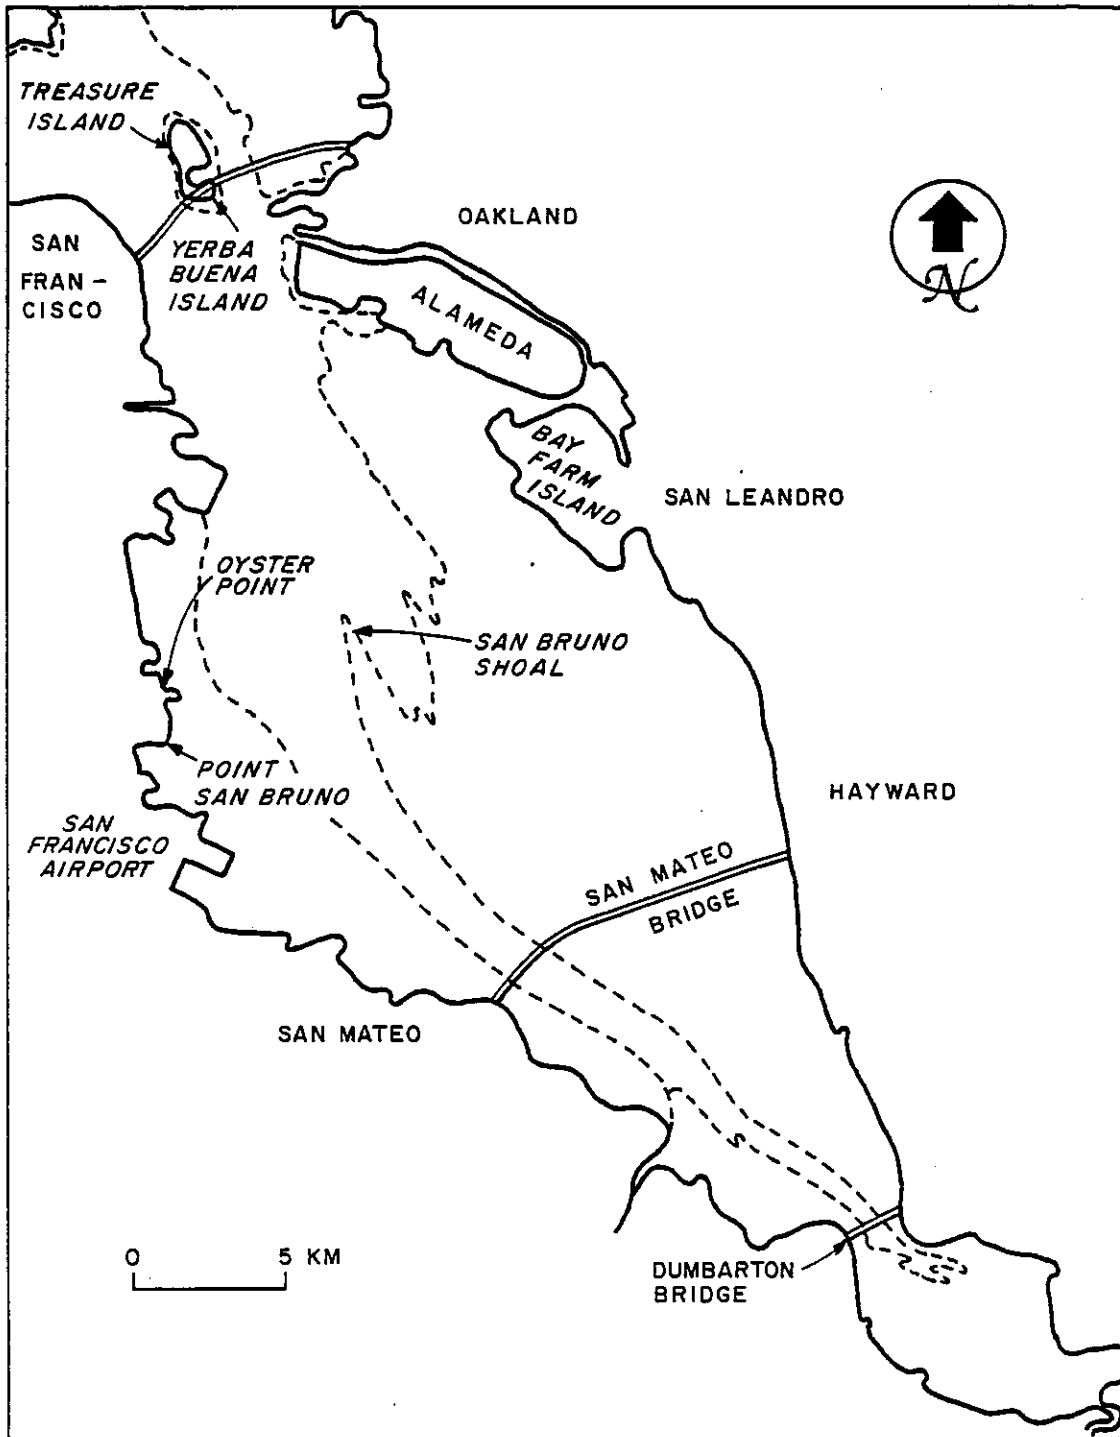 TREASURE
ISLAND
SAN
FRAN-
CISCO
YERBA
BUENA
ISLAND
OAKLAND
N
ALAMEDA
BAY
FARM
ISLAND
SAN LEANDRO
OYSTER
POINT
SAN BRUNO
SHOAL
POINT
SAN BRUNO
HAYWARD
SAN
FRANCISCO
AIRPORT
SAN MATEO
BRIDGE
SAN MATEO
0 5 KM
DUMBARTON
BRIDGE